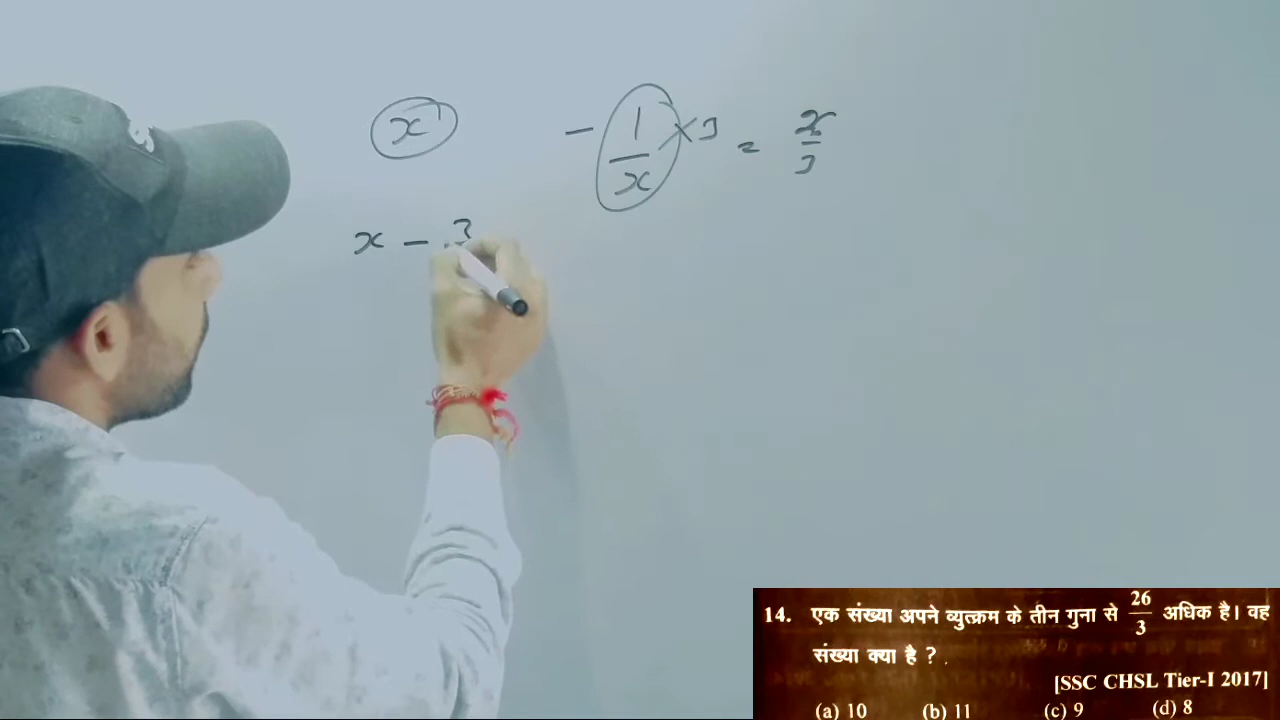 x - 1/x × 3 = x/3
x - 3
14. एक संख्या अपने व्युत्क्रम के तीन गुना से 26/3 अधिक है। वह
संख्या क्या है ?
[SSC CHSL Tier-I 2017]
(a) 10 (b) 11 (c) 9 (d) 8